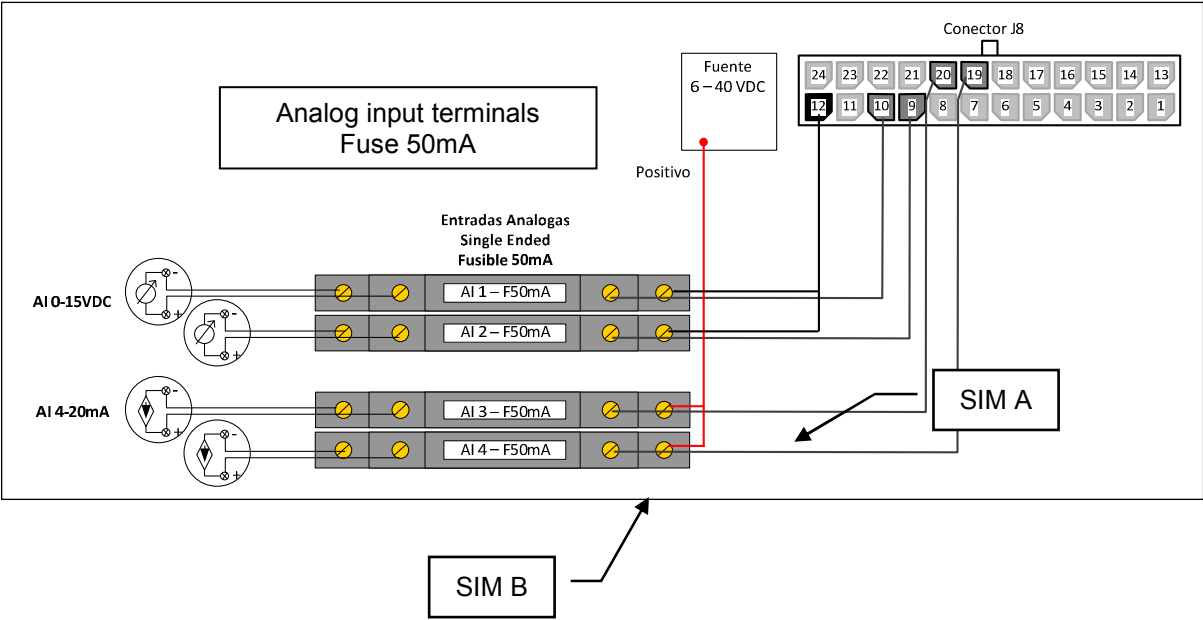 Conector J8
Fuente
6 – 40 VDC
24 23 22 21 20 19 18 17 16 15 14 13
12 11 10 9 8 7 6 5 4 3 2 1
Analog input terminals
Fuse 50mA
Positivo
Entradas Analogas
Single Ended
Fusible 50mA
AI 0-15VDC
AI 1 – F50mA
AI 2 – F50mA
AI 4-20mA
AI 3 – F50mA
AI 4 – F50mA
SIM A
SIM B